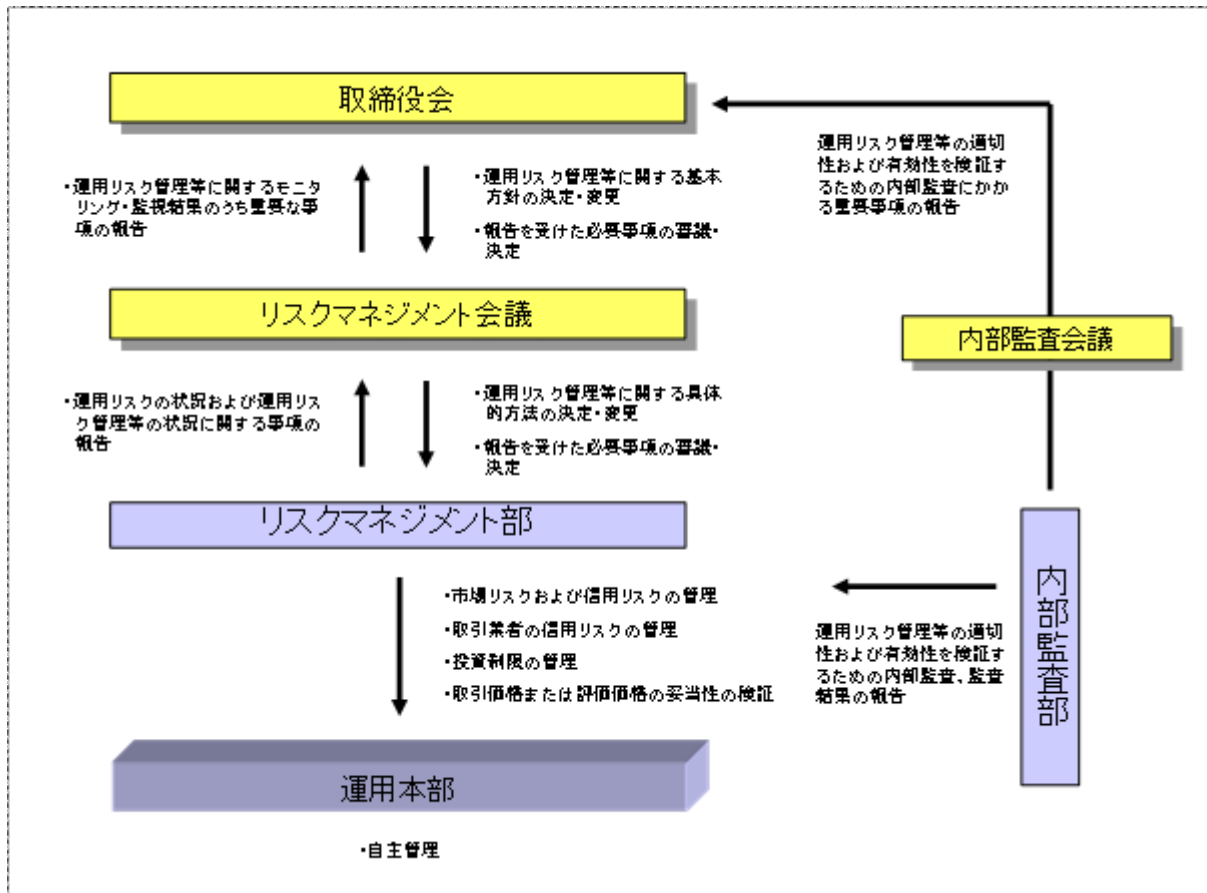 取締役会
・運用リスク管理等に関するモニタ
リング・監視結果のうち重要な事
項の報告
・運用リスク管理等に関する基本
方針の決定・変更
・報告を受けた必要事項の審議・
決定
運用リスク管理等の適切
性および有効性を検証す
るための内部監査にかか
る重要事項の報告
リスクマネジメント会議
内部監査会議
・運用リスクの状況および運用リス
ク管理等の状況に関する事項の
報告
・運用リスク管理等に関する具体
的方法の決定・変更
・報告を受けた必要事項の審議・
決定
リスクマネジメント部
内部監査部
・市場リスクおよび信用リスクの管理
・取引業者の信用リスクの管理
・投資制限の管理
・取引価格または評価価格の妥当性の検証
運用リスク管理等の適切
性および有効性を検証す
るための内部監査、監査
結果の報告
運用本部
・自主管理